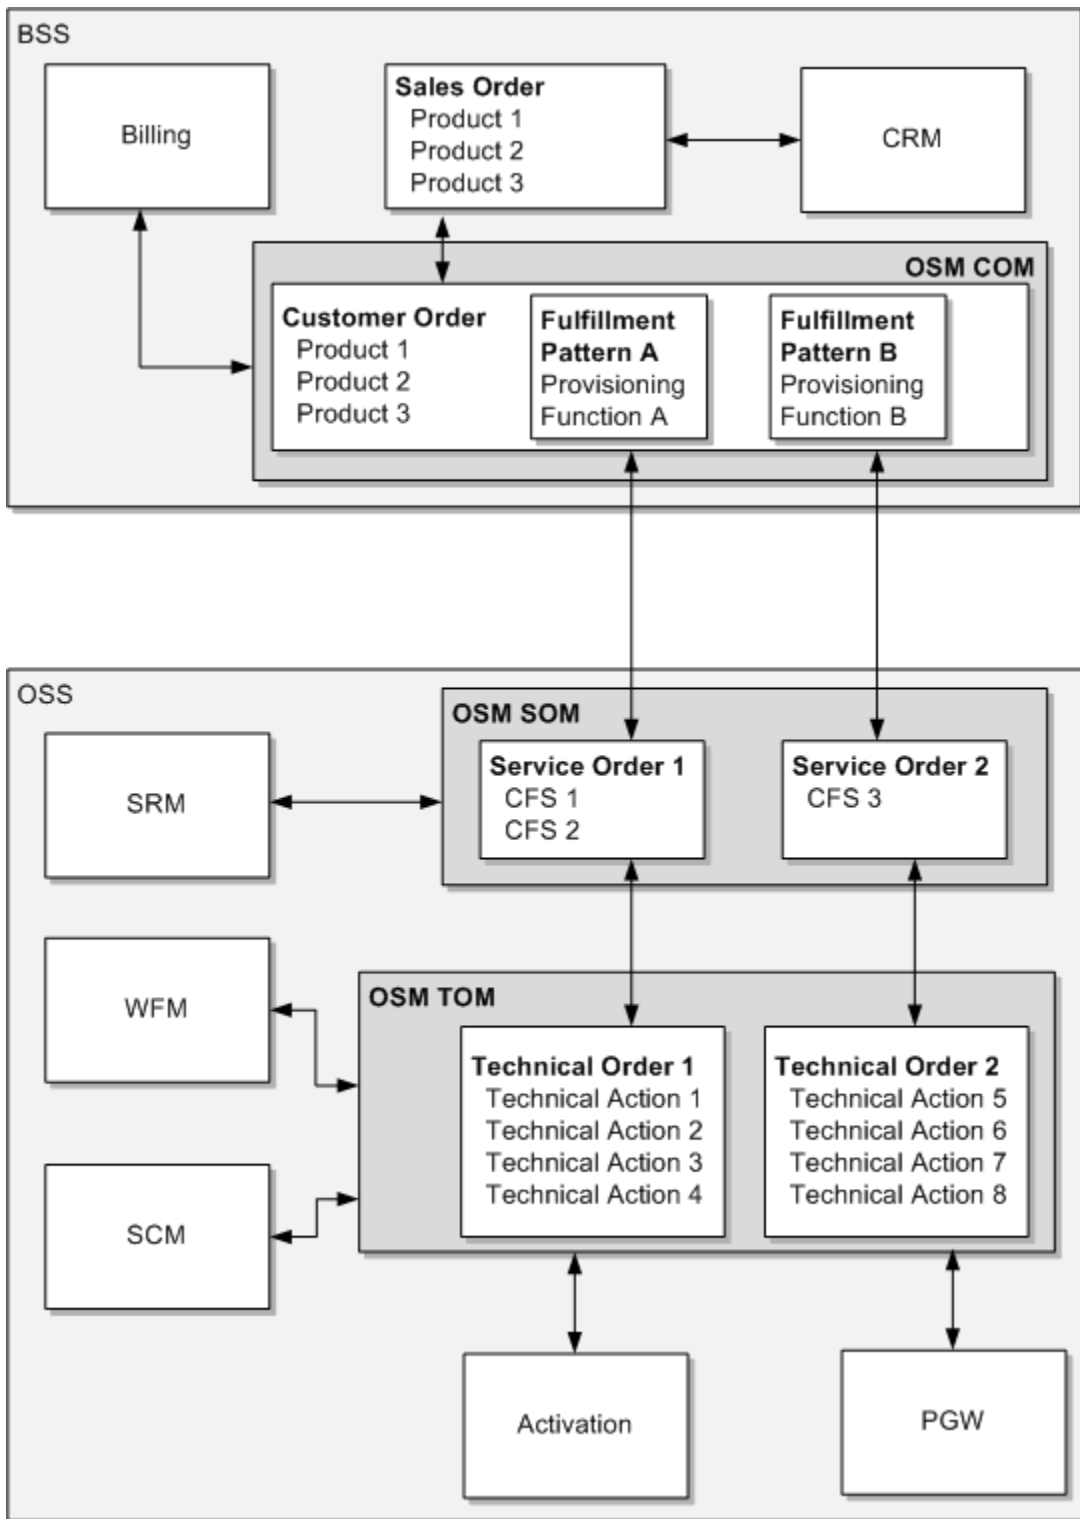 BSS
Billing
Sales Order
Product 1
Product 2
Product 3
CRM
OSM COM
Customer Order
Product 1
Product 2
Product 3
Fulfillment
Pattern A
Provisioning
Function A
Fulfillment
Pattern B
Provisioning
Function B
OSS
OSM SOM
SRM
Service Order 1
CFS 1
CFS 2
Service Order 2
CFS 3
WFM
OSM TOM
Technical Order 1
Technical Action 1
Technical Action 2
Technical Action 3
Technical Action 4
Technical Order 2
Technical Action 5
Technical Action 6
Technical Action 7
Technical Action 8
SCM
Activation
PGW